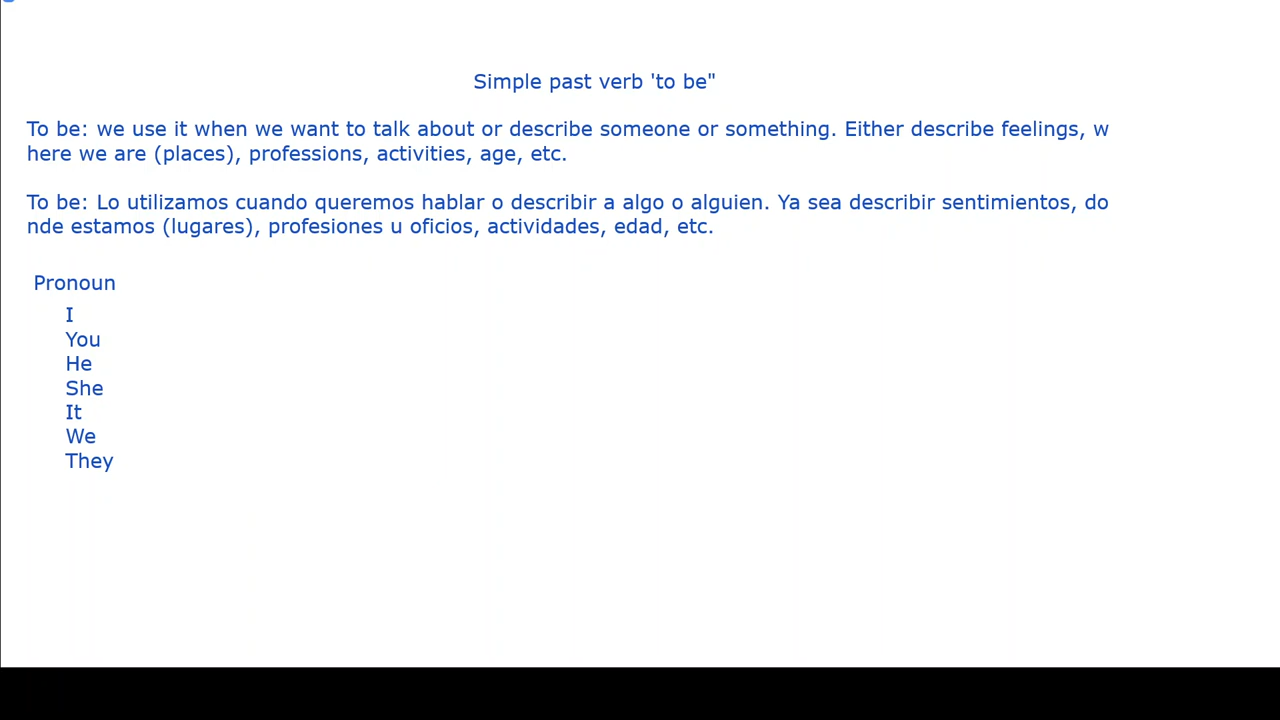 Simple past verb 'to be"
To be: we use it when we want to talk about or describe someone or something. Either describe feelings, w
here we are (places), professions, activities, age, etc.
To be: Lo utilizamos cuando queremos hablar o describir a algo o alguien. Ya sea describir sentimientos, do
nde estamos (lugares), profesiones u oficios, actividades, edad, etc.
Pronoun
I
You
He
She
It
We
They